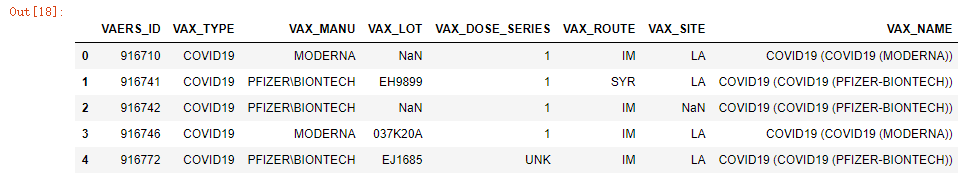 Out[18]:
VAERS_ID VAX_TYPE VAX_MANU VAX_LOT VAX_DOSE_SERIES VAX_ROUTE VAX_SITE VAX_NAME
0 916710 COVID19 MODERNA NaN 1 IM LA COVID19 (COVID19 (MODERNA))
1 916741 COVID19 PFIZER\BIONTECH EH9899 1 SYR LA COVID19 (COVID19 (PFIZER-BIONTECH))
2 916742 COVID19 PFIZER\BIONTECH NaN 1 IM NaN COVID19 (COVID19 (PFIZER-BIONTECH))
3 916746 COVID19 MODERNA 037K20A 1 IM LA COVID19 (COVID19 (MODERNA))
4 916772 COVID19 PFIZER\BIONTECH EJ1685 UNK IM LA COVID19 (COVID19 (PFIZER-BIONTECH))